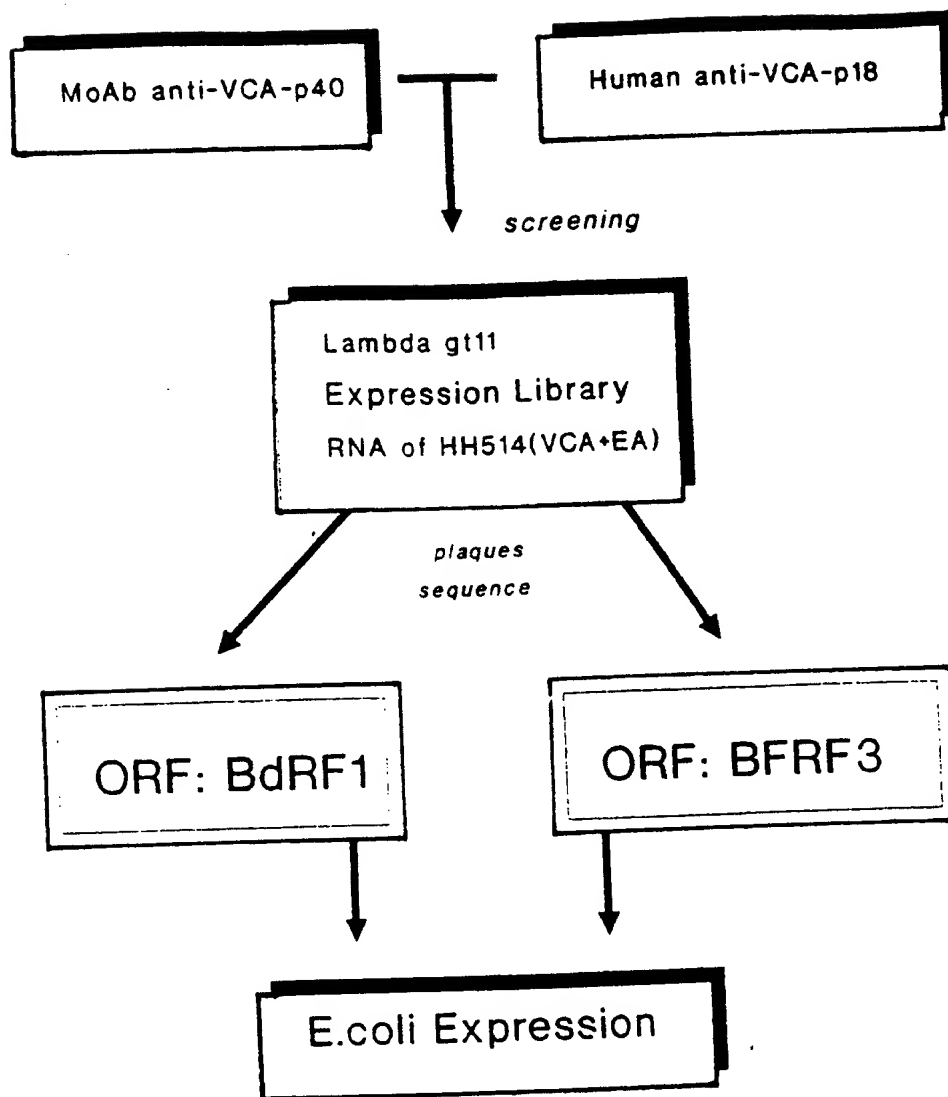 MoAb anti-VCA-p40
Human anti-VCA-p18
screening
Lambda gt11
Expression Library
RNA of HH514(VCA+EA)
plaques
sequence
ORF: BdRF1
ORF: BFRF3
E.coli Expression